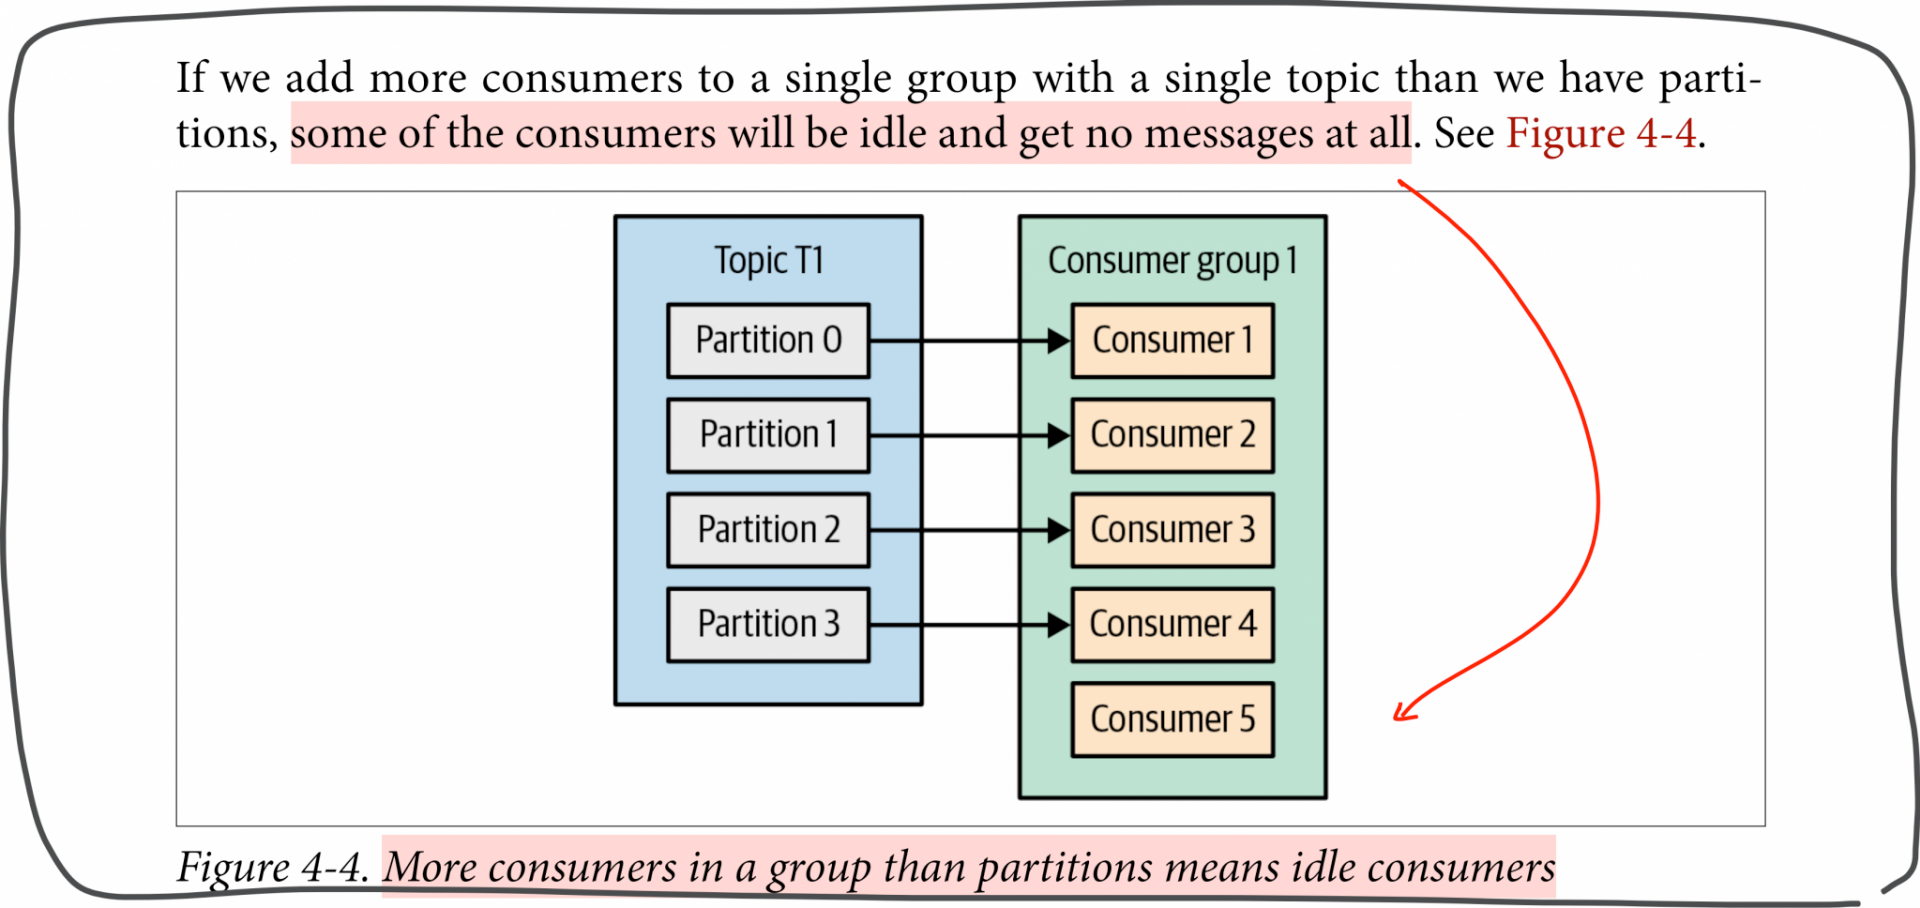 If we add more consumers to a single group with a single topic than we have parti-
tions, some of the consumers will be idle and get no messages at all. See Figure 4-4.
Topic T1
Consumer group 1
Partition 0
Consumer 1
Partition 1
Consumer 2
Partition 2
Consumer 3
Partition 3
Consumer 4
Consumer 5
Figure 4-4. More consumers in a group than partitions means idle consumers